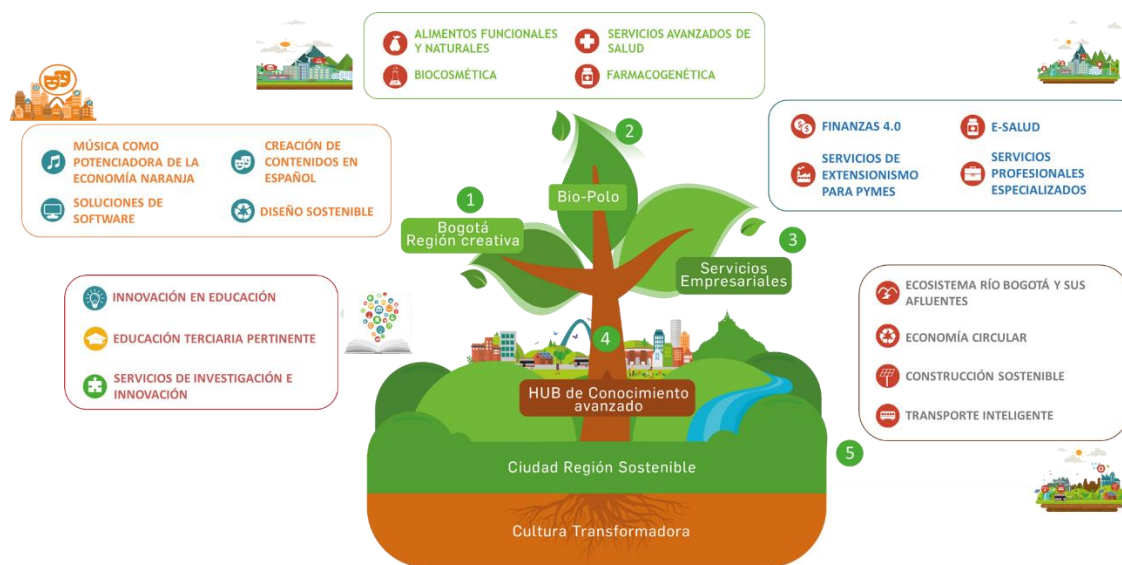 ALIMENTOS FUNCIONALES
Y NATURALES
BIOCOSMÉTICA
SERVICIOS AVANZADOS DE
SALUD
FARMACOGENÉTICA
MÚSICA COMO
POTENCIADORA DE LA
ECONOMÍA NARANJA
SOLUCIONES DE
SOFTWARE
CREACIÓN DE
CONTENIDOS EN
ESPAÑOL
DISEÑO SOSTENIBLE
FINANZAS 4.0
SERVICIOS DE
EXTENSIONISMO
PARA PYMES
E-SALUD
SERVICIOS
PROFESIONALES
ESPECIALIZADOS
1
Bogotá
Región creativa
2
Bio-Polo
3
Servicios
Empresariales
INNOVACIÓN EN EDUCACIÓN
EDUCACIÓN TERCIARIA PERTINENTE
SERVICIOS DE INVESTIGACIÓN E
INNOVACIÓN
4
HUB de Conocimiento
avanzado
ECOSISTEMA RÍO BOGOTÁ Y SUS
AFLUENTES
ECONOMÍA CIRCULAR
CONSTRUCCIÓN SOSTENIBLE
TRANSPORTE INTELIGENTE
5
Ciudad Región Sostenible
Cultura Transformadora